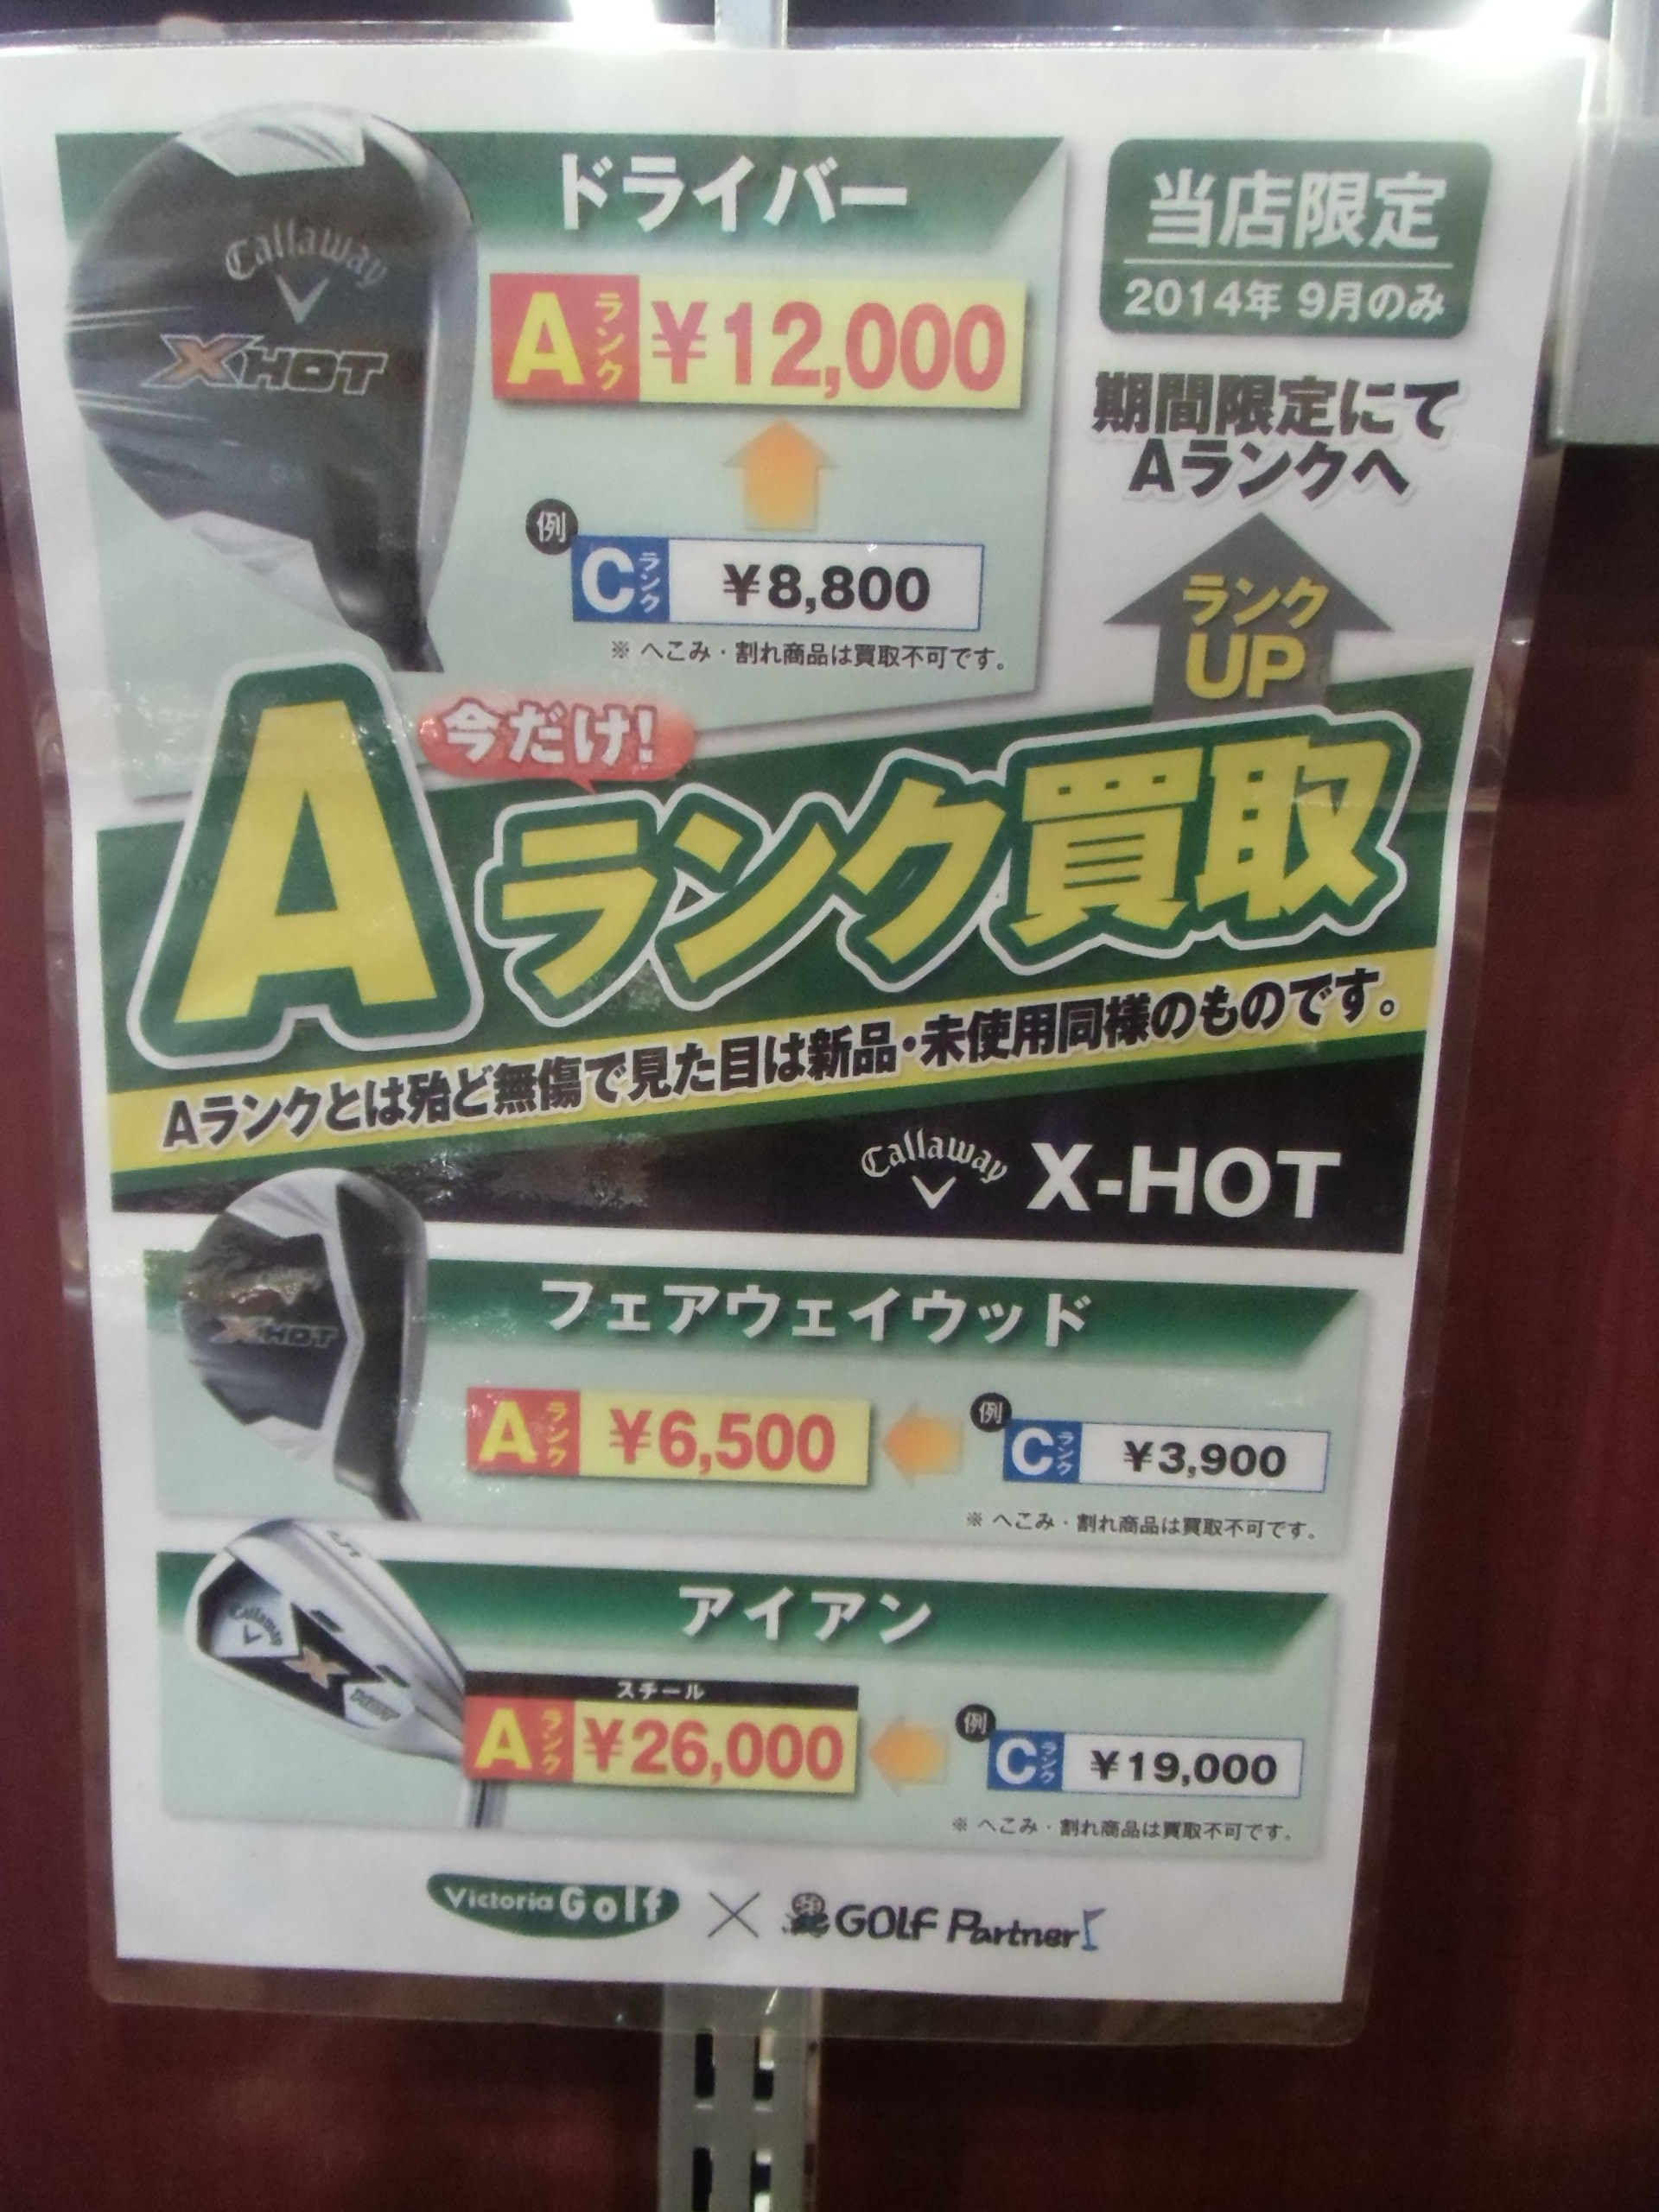 ドライバー
当店限定
2014年 9月のみ
Callaway
X HOT
Aランク ¥12,000
期間限定にて
Aランクへ
例
Cランク ¥8,800
ランク
UP
※ へこみ・割れ商品は買取不可です。
今だけ!
Aランク買取
Aランクとは殆ど無傷で見た目は新品・未使用同様のものです。
Callaway X-HOT
フェアウェイウッド
X HOT
Aランク ¥6,500
例
Cランク ¥3,900
※ へこみ・割れ商品は買取不可です。
アイアン
Callaway
X
HOT
スチール
Aランク ¥26,000
例
Cランク ¥19,000
※ へこみ・割れ商品は買取不可です。
Victoria Golf × GOLF Partner